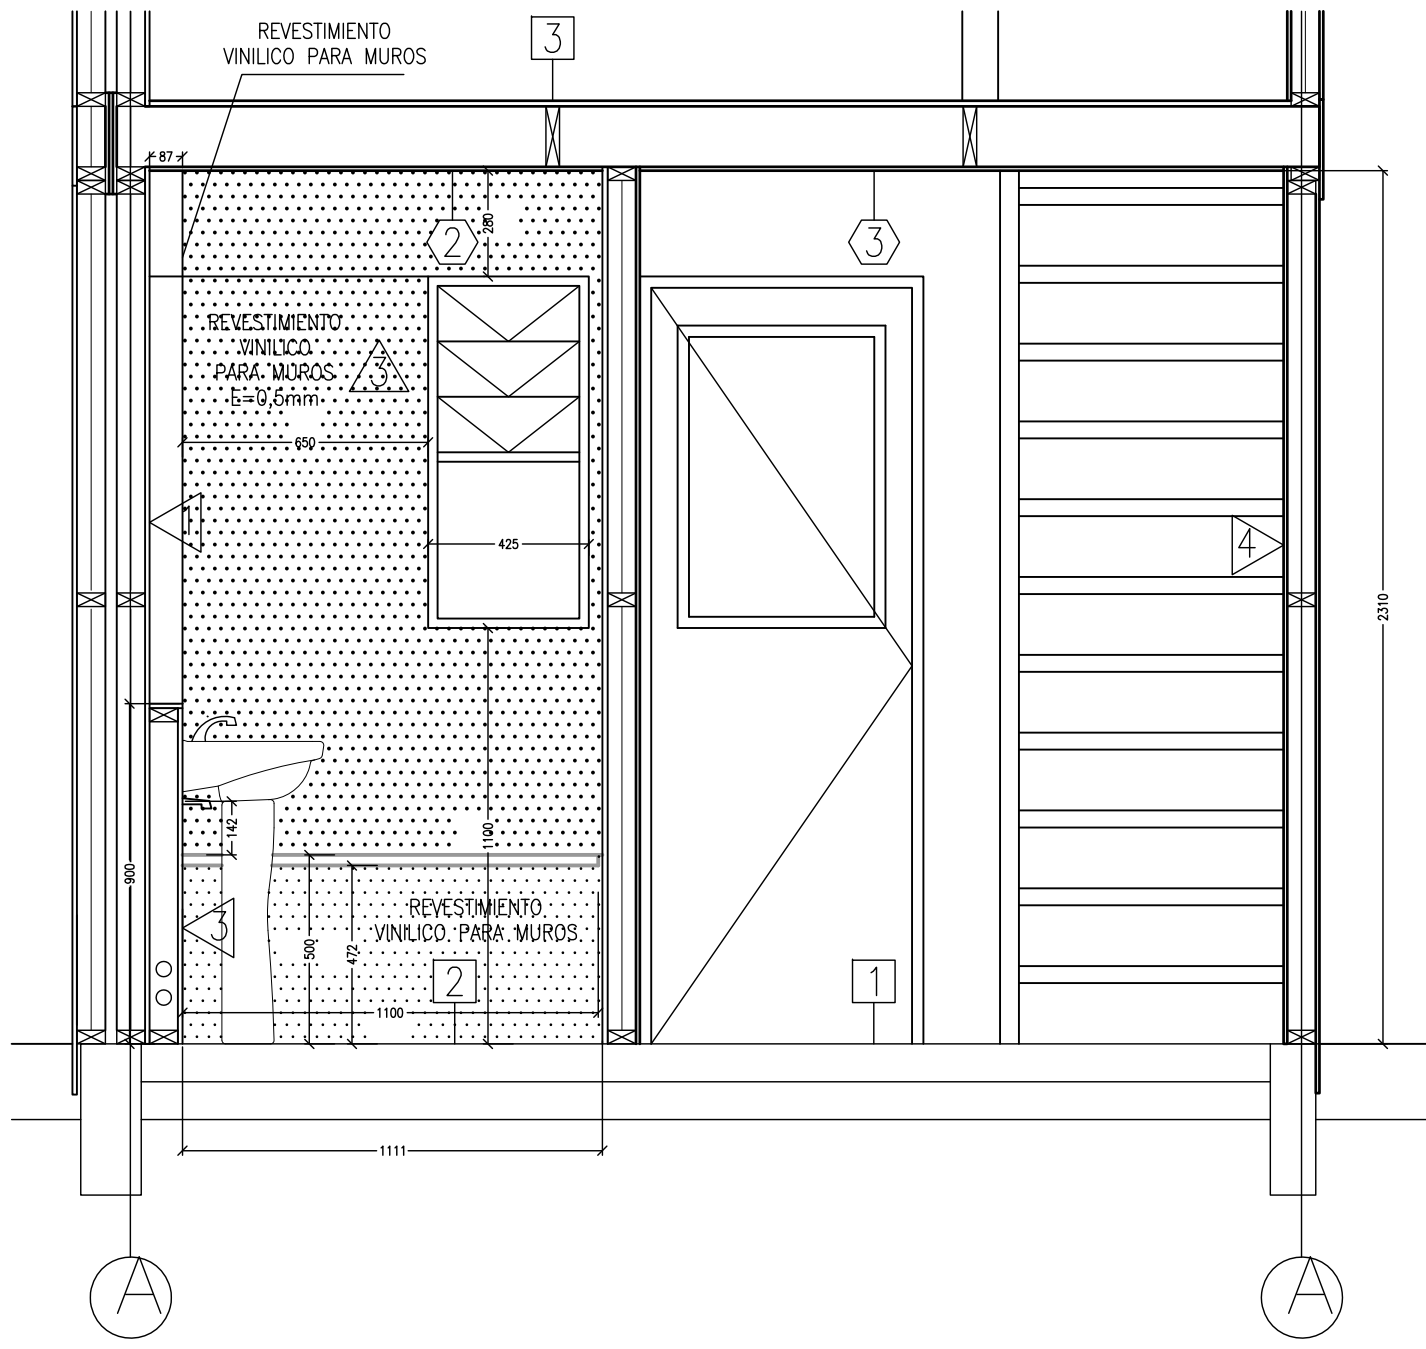 REVESTIMIENTO
VINILICO PARA MUROS
3
87
280
2
3
REVESTIMIENTO
VINILICO
PARA MUROS
E=0,5mm
3
650
1
425
4
2310
142
1100
900
REVESTIMIENTO
VINILICO PARA MUROS
3
500
472
2
1
1100
1111
A
A